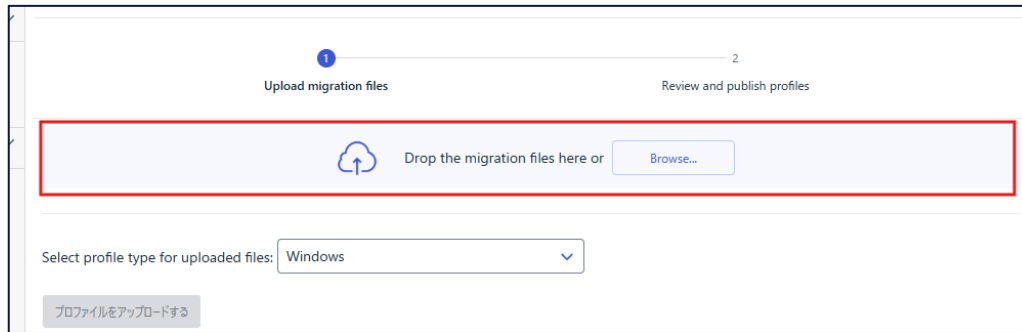 1
2
Upload migration files
Review and publish profiles
Drop the migration files here or Browse...
Select profile type for uploaded files: Windows
プロファイルをアップロードする